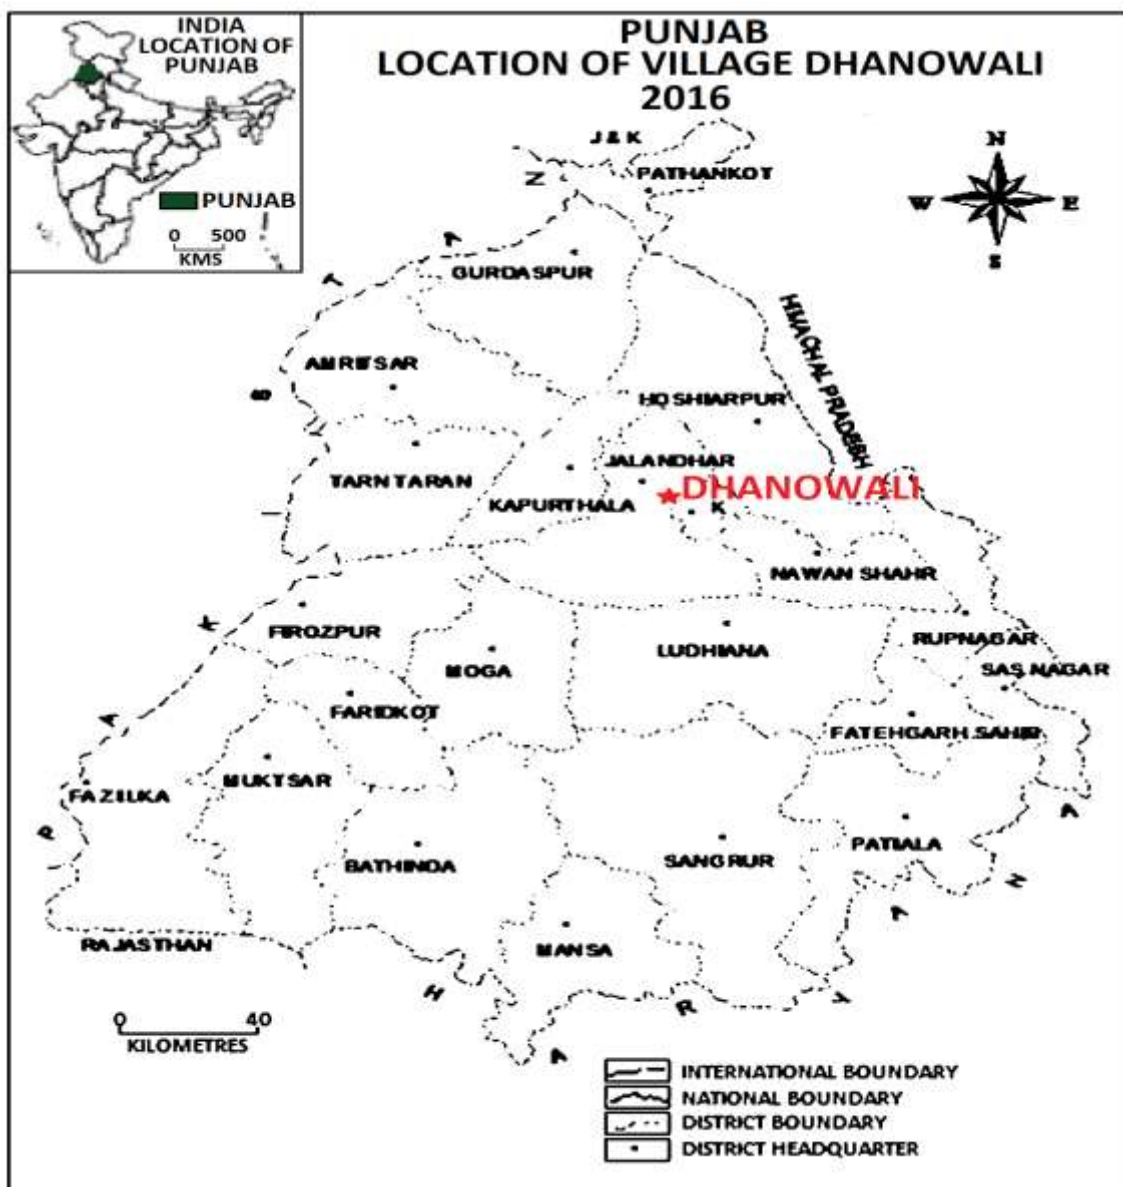 INDIA
LOCATION OF
PUNJAB
PUNJAB
0 500
KMS
PUNJAB
LOCATION OF VILLAGE DHANOWALI
2016
N
W E
S
J & K
PATHANKOT
GURDASPUR
AMRITSAR
HOSHIARPUR
HIMACHAL PRADESH
JALANDHAR
TARN TARAN
DHANOWALI
KAPURTHALA
K
NAWAN SHAHR
FIROZPUR
RUPNAGAR
LUDHIANA
MOGA
SAS.NAGAR
FARIDKOT
FATEHGARH.SAHIB
MUKTSAR
FAZILKA
PATIALA
BATHINDA
SANGRUR
RAJASTHAN
MANSA
P A K I S T A N
H A R Y A N A
0 40
KILOMETRES
INTERNATIONAL BOUNDARY
NATIONAL BOUNDARY
DISTRICT BOUNDARY
DISTRICT HEADQUARTER